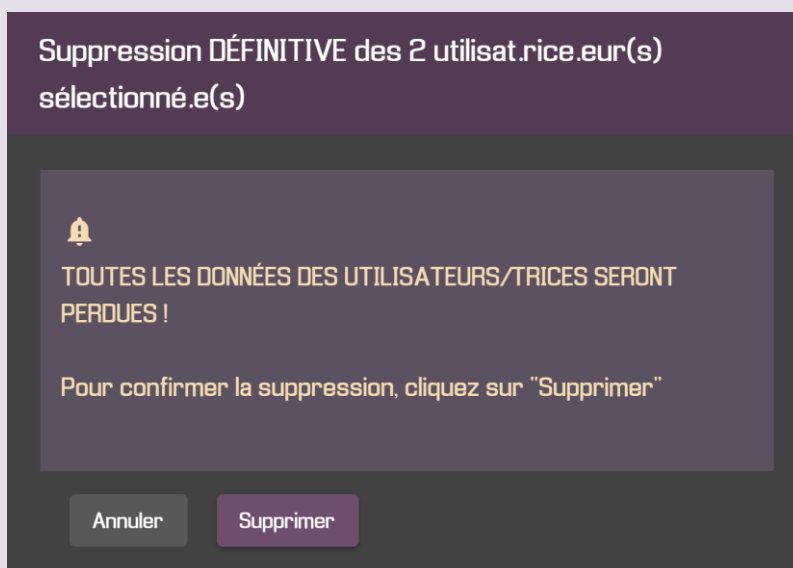 Suppression DÉFINITIVE des 2 utilisat.rice.eur(s)
sélectionné.e(s)
TOUTES LES DONNÉES DES UTILISATEURS/TRICES SERONT
PERDUES !
Pour confirmer la suppression, cliquez sur "Supprimer"
Annuler
Supprimer